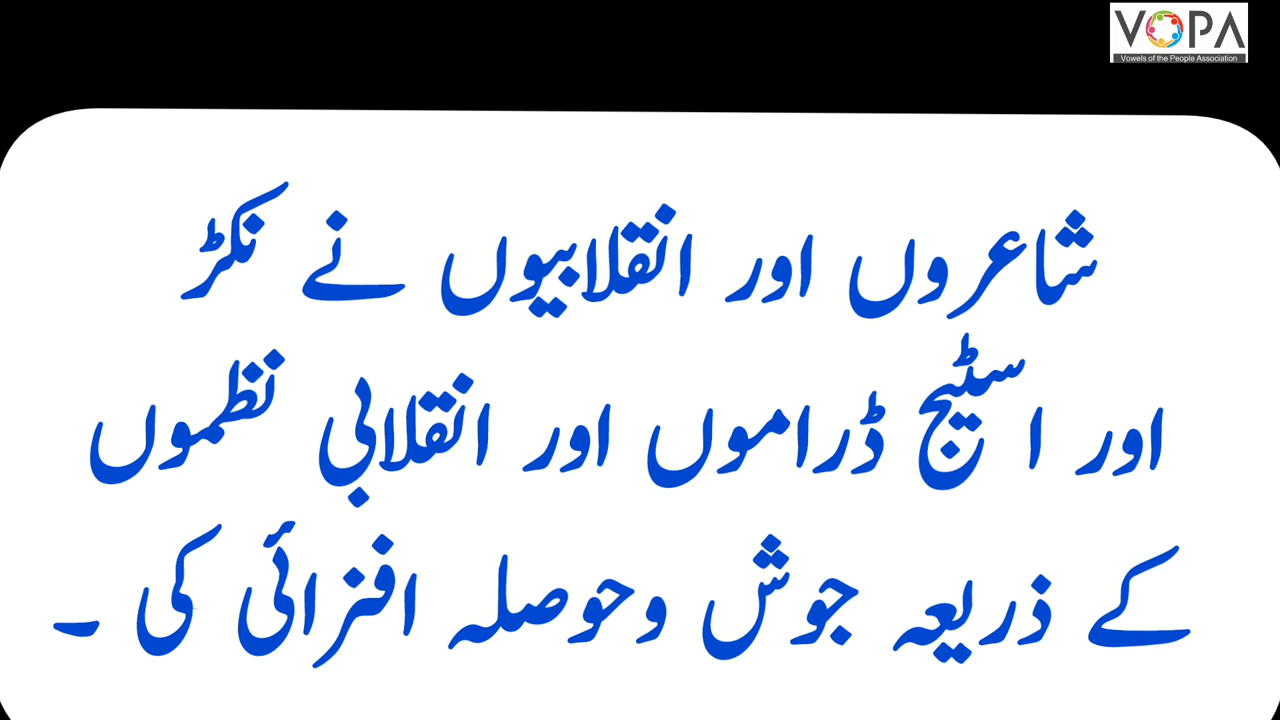 VOPA
Vowels of the People Association
شاعروں اور انقلابیوں نے نکڑ
اور اسٹیج ڈراموں اور انقلابی نظموں
کے ذریعہ جوش وحوصلہ افزائی کی ۔